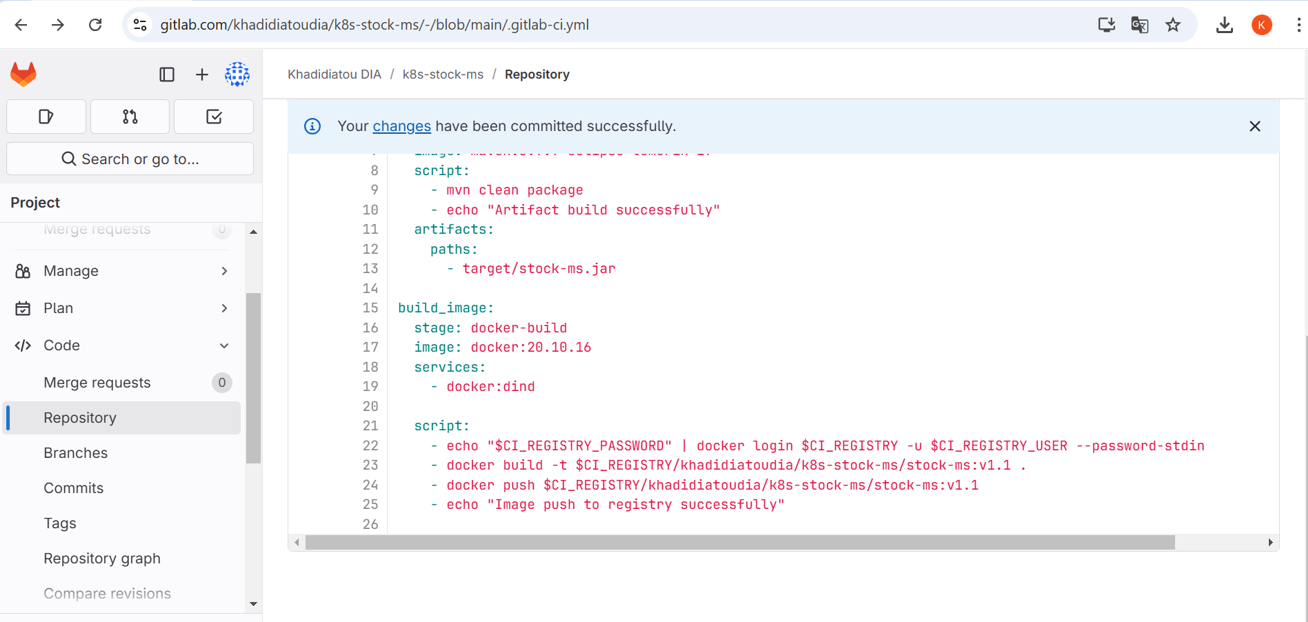 gitlab.com/khadidiatoudia/k8s-stock-ms/-/blob/main/.gitlab-ci.yml
K
Khadidiatou DIA / k8s-stock-ms / Repository
Search or go to...
Project
Merge requests 0
Manage
Plan
Code
Merge requests 0
Repository
Branches
Commits
Tags
Repository graph
Compare revisions
Your changes have been committed successfully.
8 script:
9 - mvn clean package
10 - echo "Artifact build successfully"
11 artifacts:
12 paths:
13 - target/stock-ms.jar
14
15 build_image:
16 stage: docker-build
17 image: docker:20.10.16
18 services:
19 - docker:dind
20
21 script:
22 - echo "$CI_REGISTRY_PASSWORD" | docker login $CI_REGISTRY -u $CI_REGISTRY_USER --password-stdin
23 - docker build -t $CI_REGISTRY/khadidiatoudia/k8s-stock-ms/stock-ms:v1.1 .
24 - docker push $CI_REGISTRY/khadidiatoudia/k8s-stock-ms/stock-ms:v1.1
25 - echo "Image push to registry successfully"
26